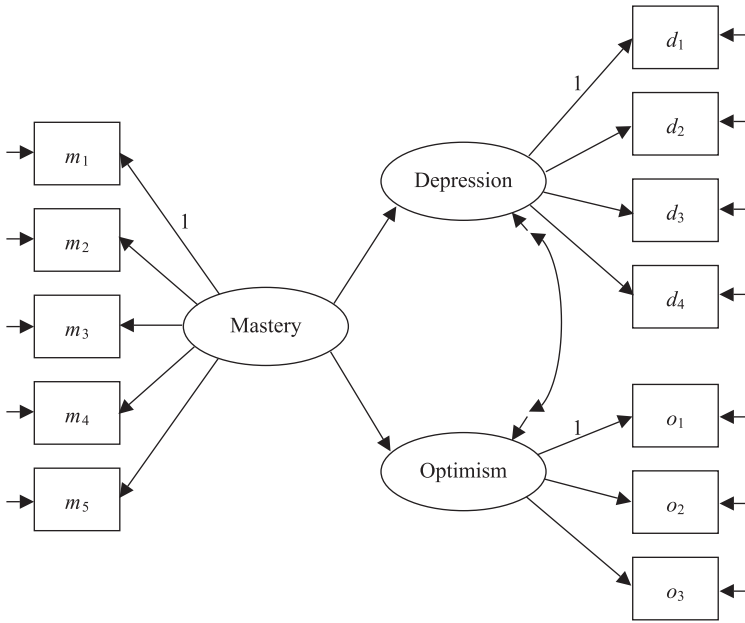 m1
m2
m3
m4
m5
1
Mastery
Depression
Optimism
1
d1
d2
d3
d4
1
o1
o2
o3